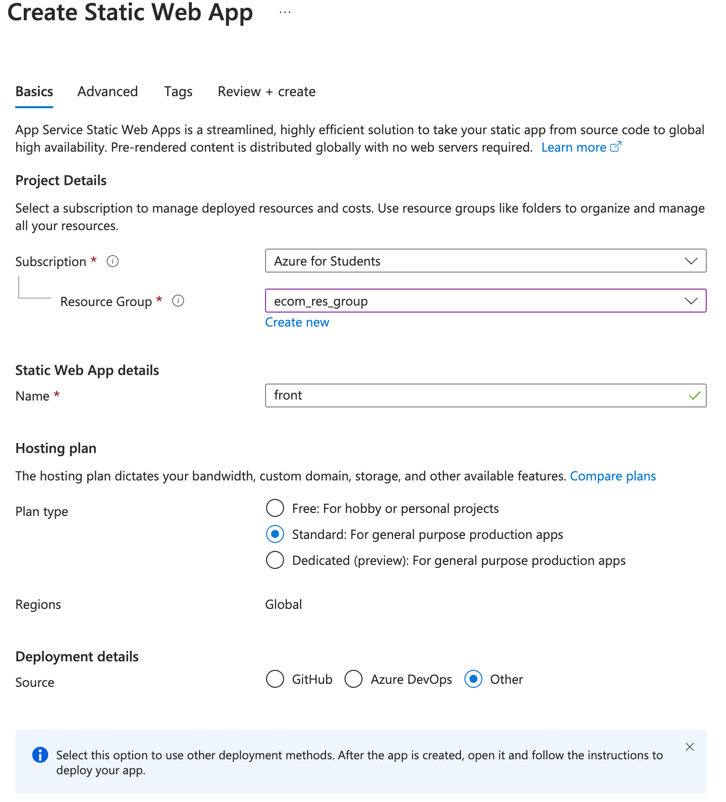 Create Static Web App ...
Basics Advanced Tags Review + create
App Service Static Web Apps is a streamlined, highly efficient solution to take your static app from source code to global
high availability. Pre-rendered content is distributed globally with no web servers required. Learn more
Project Details
Select a subscription to manage deployed resources and costs. Use resource groups like folders to organize and manage
all your resources.
Subscription * Azure for Students
Resource Group * ecom_res_group
Create new
Static Web App details
Name * front
Hosting plan
The hosting plan dictates your bandwidth, custom domain, storage, and other available features. Compare plans
Plan type
Free: For hobby or personal projects
Standard: For general purpose production apps
Dedicated (preview): For general purpose production apps
Regions Global
Deployment details
Source GitHub Azure DevOps Other
Select this option to use other deployment methods. After the app is created, open it and follow the instructions to
deploy your app.